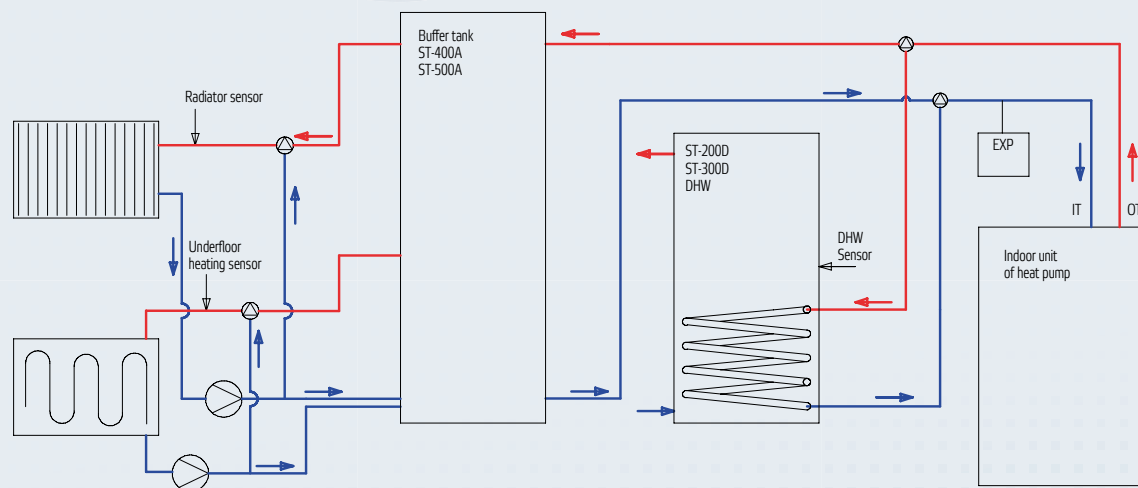 Buffer tank
ST-400A
ST-500A
Radiator sensor
ST-200D
ST-300D
DHW
EXP
IT
OT
Underfloor
heating sensor
DHW
Sensor
Indoor unit
of heat pump